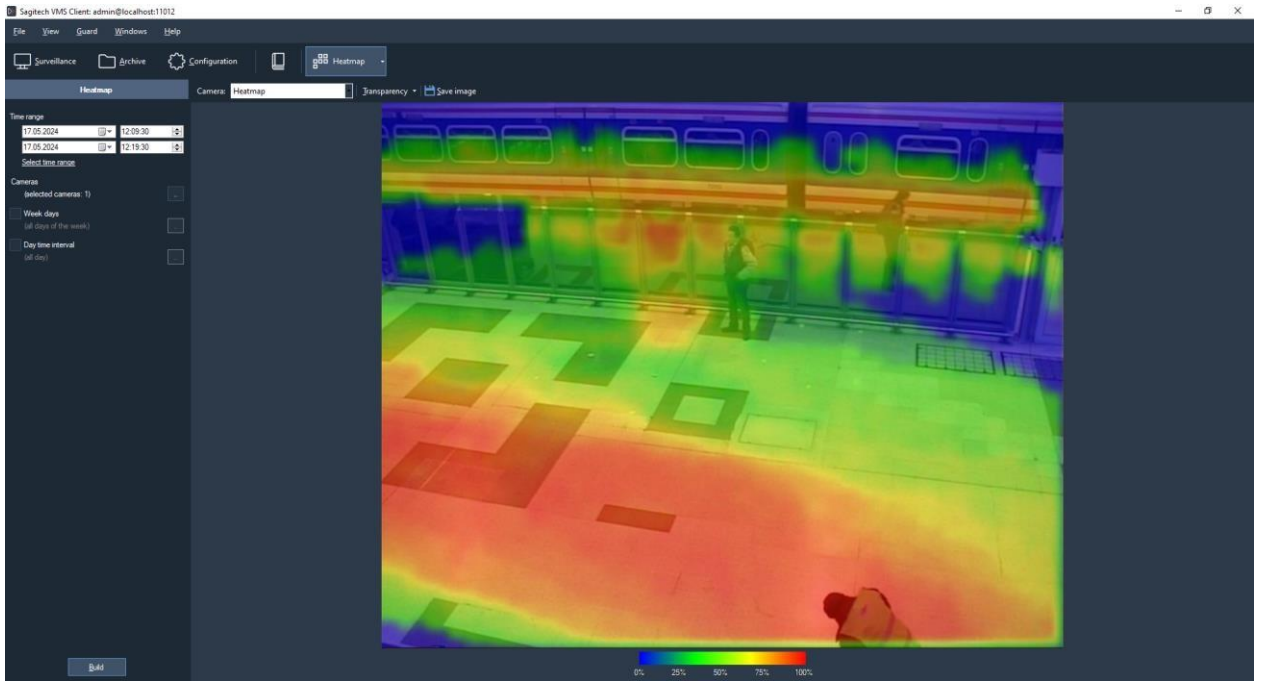 Sagitech VMS Client: admin@localhost:11012
File View Guard Windows Help
Surveillance Archive Configuration Heatmap
Heatmap
Camera: Heatmap Transparency Save image
Time range
17.05.2024 12:09:30
17.05.2024 12:19:30
Select time range
Cameras
(selected cameras: 1)
...
Week days
(all days of the week)
...
Day time interval
(all day)
...
Build
0% 25% 50% 75% 100%